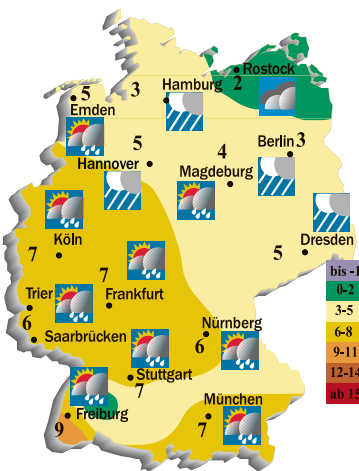 2
Rostock
5
3
Hamburg
Emden
5
4
Berlin
3
Hannover
Magdeburg
7
Köln
5
Dresden
7
Trier
Frankfurt
6
Saarbrücken
Nürnberg
6
Stuttgart
7
Freiburg
9
München
7
bis -1
0-2
3-5
6-8
9-11
12-14
ab 15